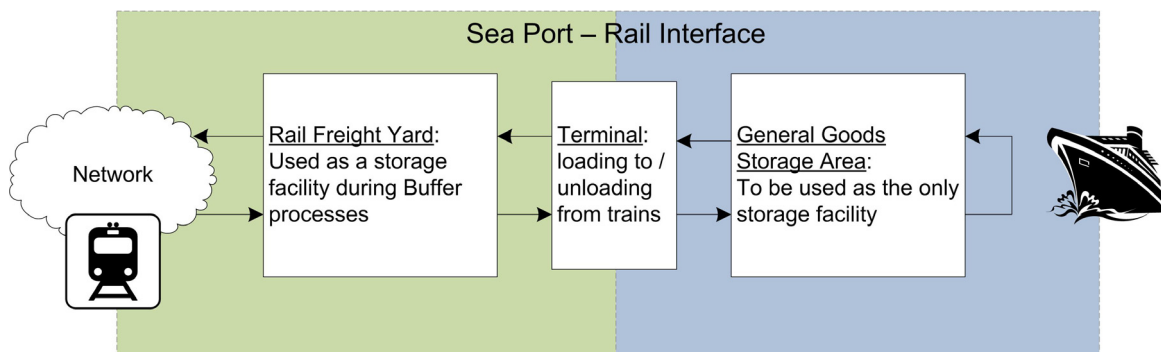 Sea Port – Rail Interface
Network
Rail Freight Yard:
Used as a storage
facility during Buffer
processes
Terminal:
loading to /
unloading
from trains
General Goods
Storage Area:
To be used as the only
storage facility